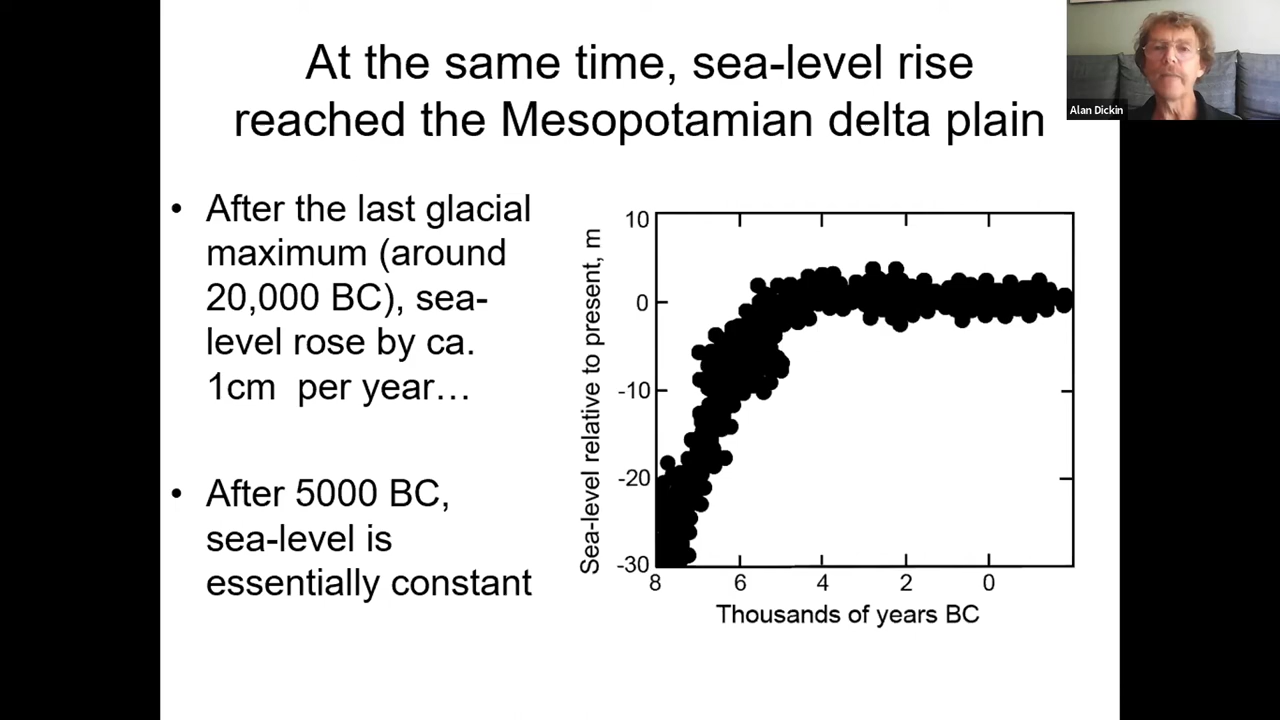 At the same time, sea-level rise
reached the Mesopotamian delta plain
Alan Dickin
• After the last glacial
maximum (around
20,000 BC), sea-
level rose by ca.
1cm per year…
• After 5000 BC,
sea-level is
essentially constant
Sea-level relative to present, m
10
0
-10
-20
-30
8 6 4 2 0
Thousands of years BC